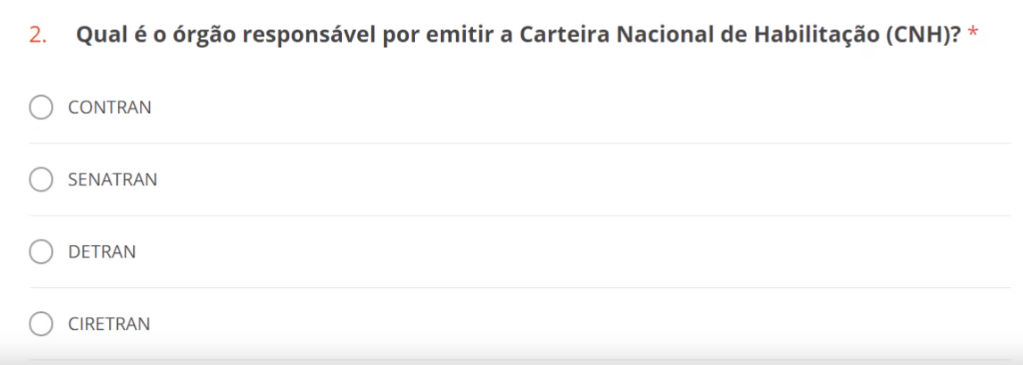 2. Qual é o órgão responsável por emitir a Carteira Nacional de Habilitação (CNH)? *
CONTRAN
SENATRAN
DETRAN
CIRETRAN